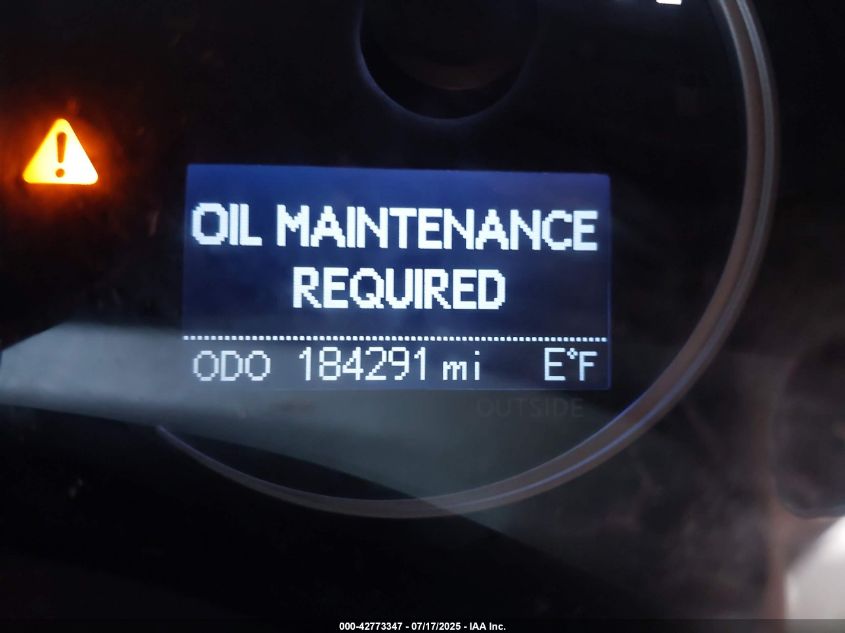 OIL MAINTENANCE
REQUIRED
ODO 184291 mi E°F
OUTSIDE
000-42773347 - 07/17/2025 - IAA Inc.